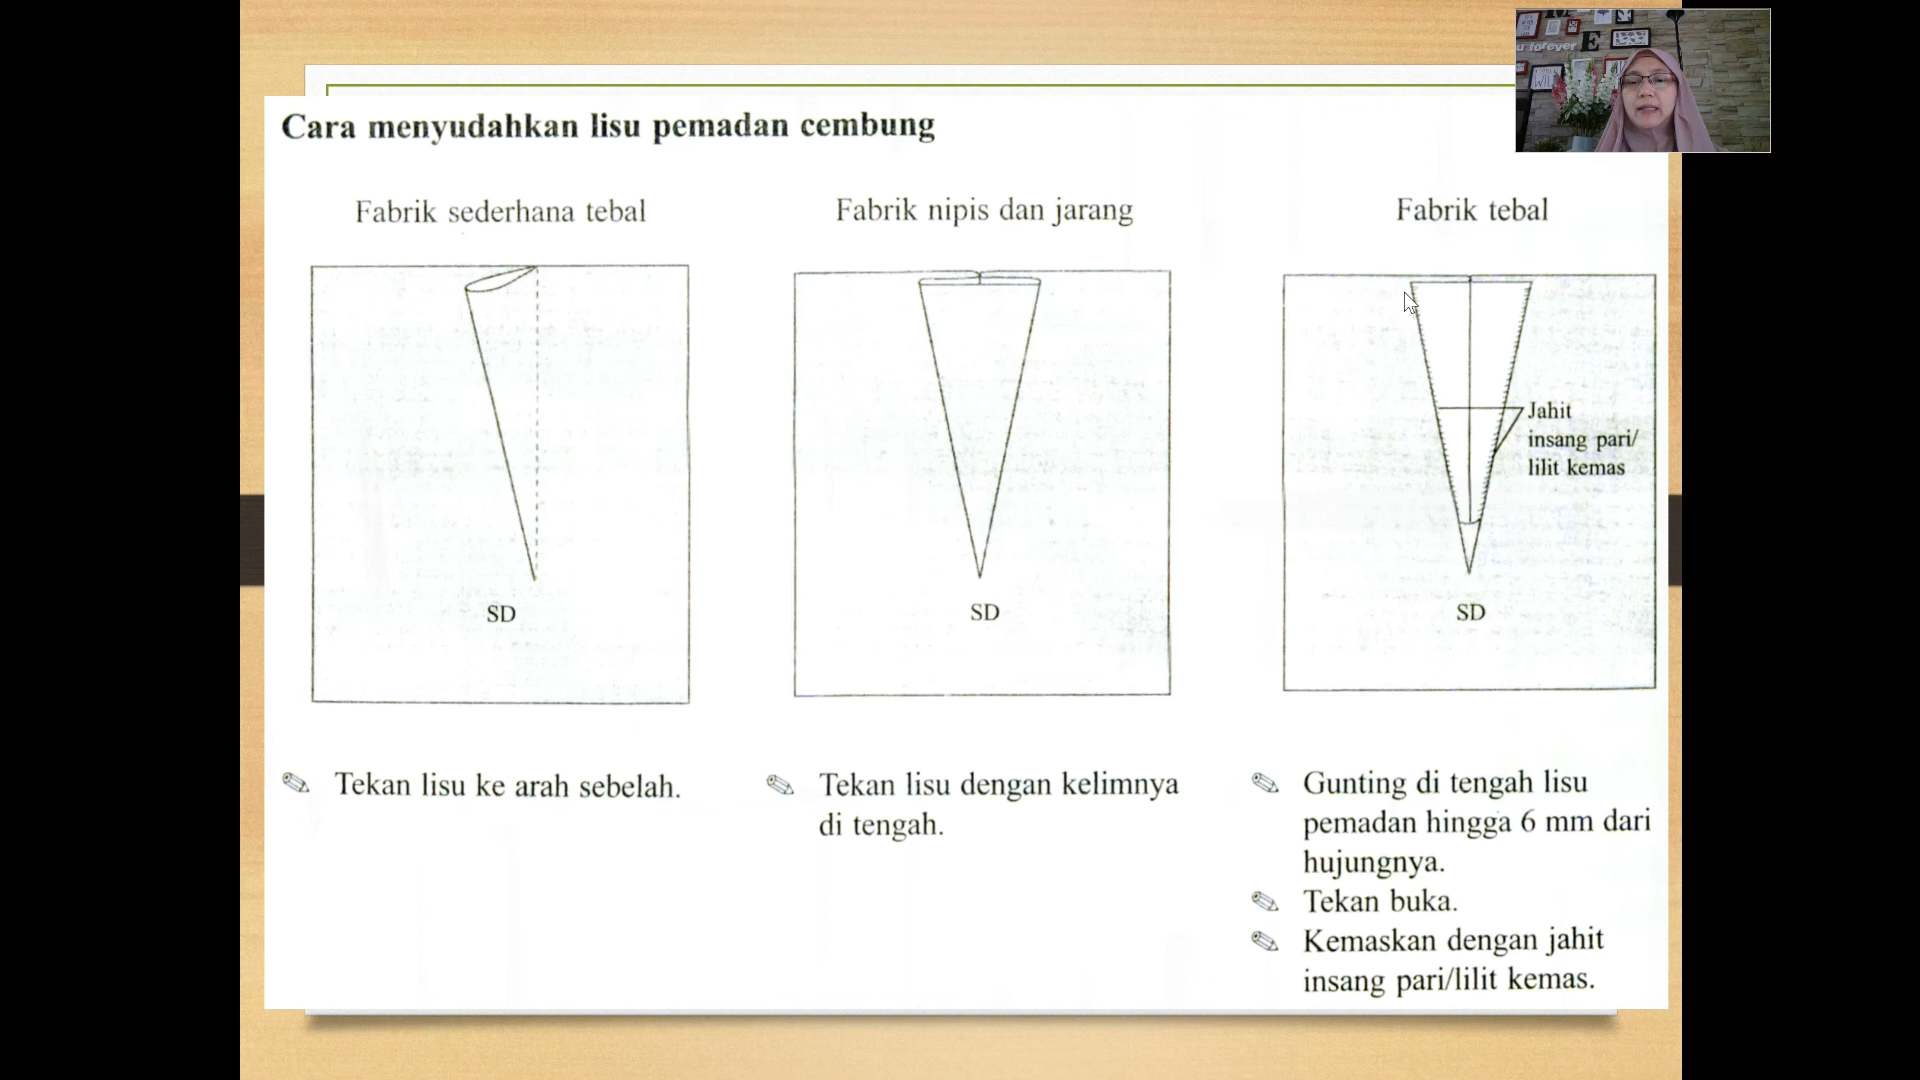 Cara menyudahkan lisu pemadan cembung
Fabrik sederhana tebal
Fabrik nipis dan jarang
Fabrik tebal
Jahit
insang pari/
lilit kemas
SD
SD
SD
Tekan lisu ke arah sebelah.
Tekan lisu dengan kelimnya
di tengah.
Gunting di tengah lisu
pemadan hingga 6 mm dari
hujungnya.
Tekan buka.
Kemaskan dengan jahit
insang pari/lilit kemas.
forever
E